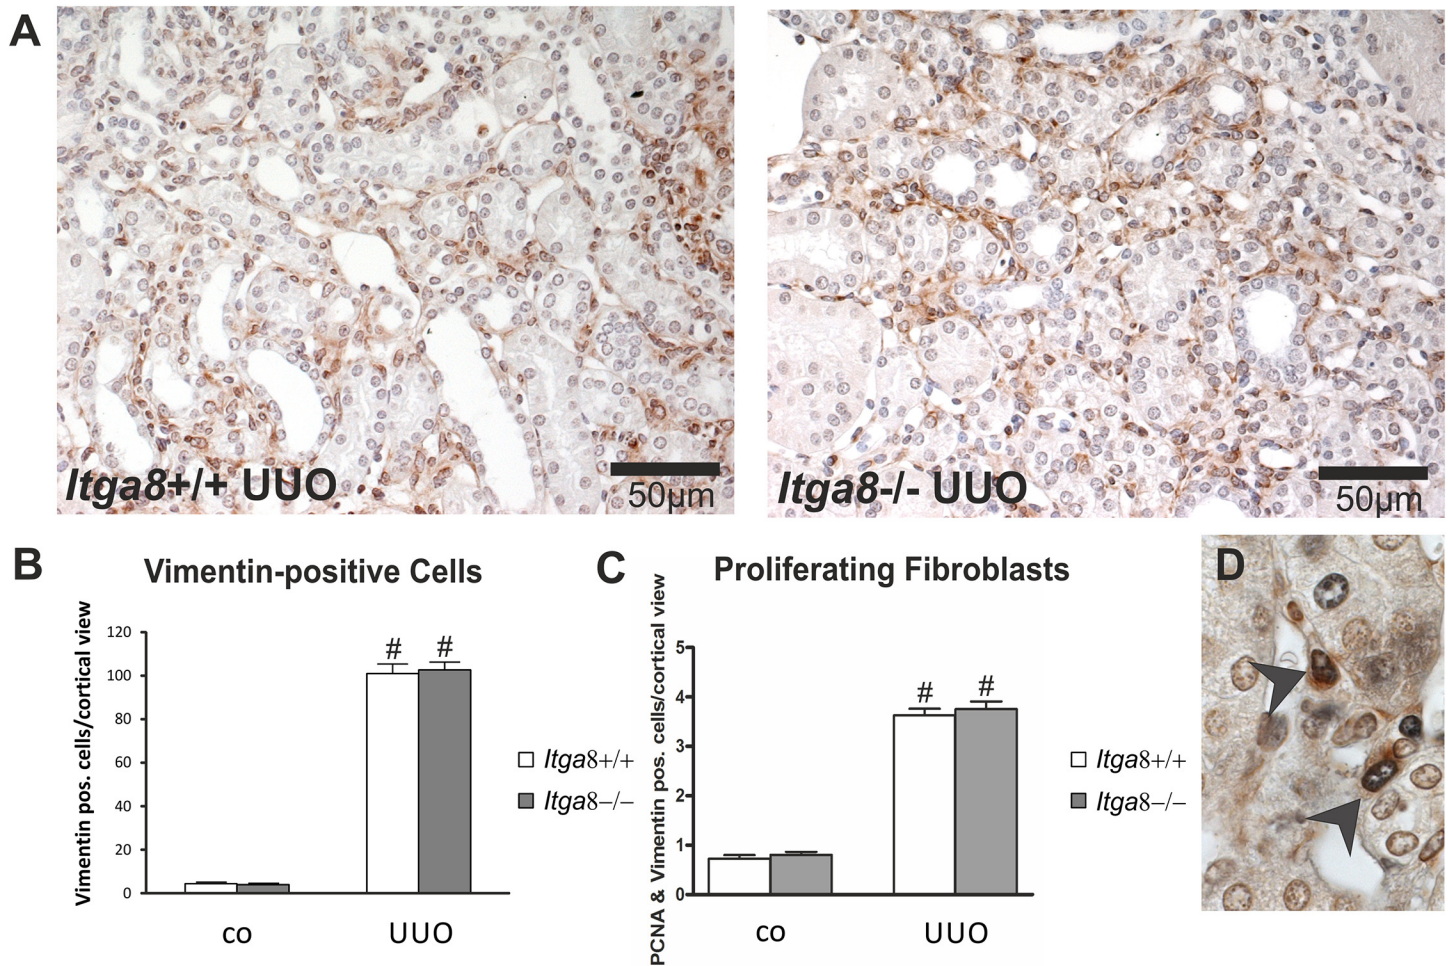 A
Itga8+/+ UUO
50µm
Itga8-/- UUO
50µm
B
Vimentin-positive Cells
Vimentin pos. cells/cortical view
120
100
80
60
40
20
0
# #
co
UUO
Itga8+/+
Itga8−/−
C
Proliferating Fibroblasts
PCNA & Vimentin pos. cells/cortical view
5
4
3
2
1
0
# #
co
UUO
Itga8+/+
Itga8−/−
D